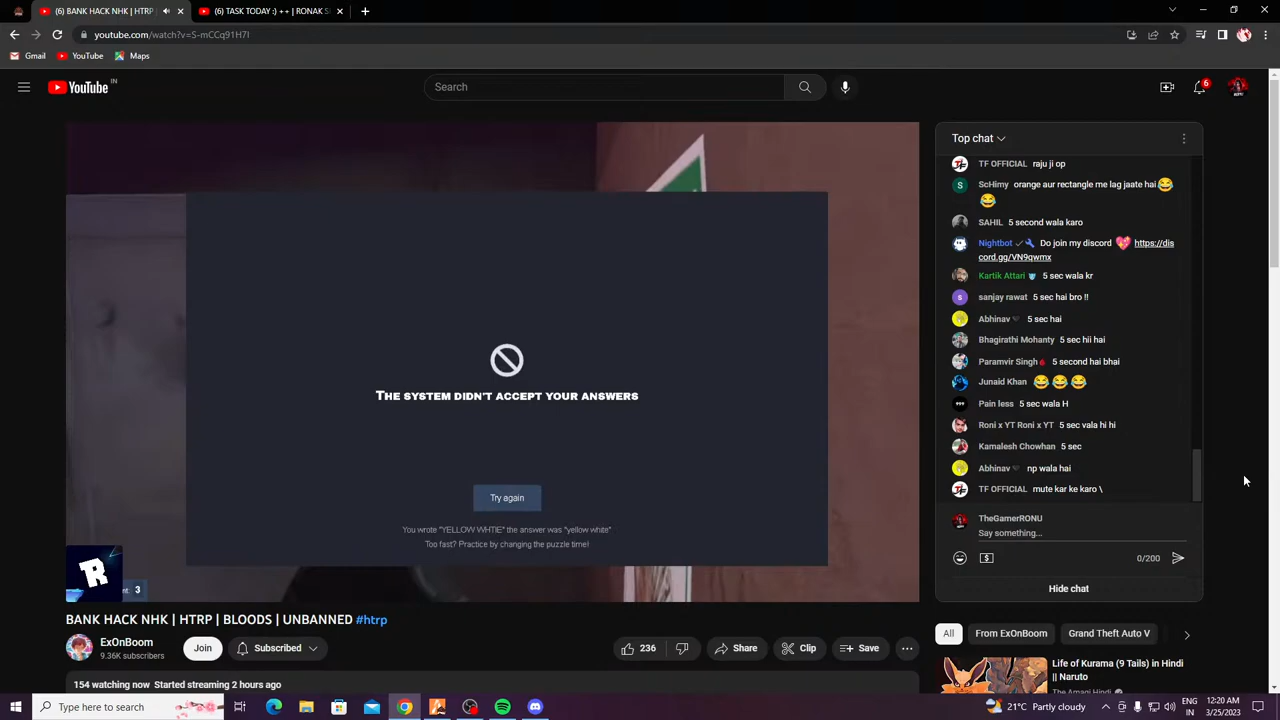 (6) BANK HACK NHK | HTRP |
(6) TASK TODAY :) ++ | RONAK S
youtube.com/watch?v=S-mCCq91H7I
Gmail
YouTube
Maps
YouTube IN
Search
6
Top chat
TF OFFICIAL raju ji op
ScHimy orange aur rectangle me lag jaate hai😂
😂
SAHIL 5 second wala karo
Nightbot Do join my discord 💖 https://dis
cord.gg/VN9qwmx
Kartik Attari 5 sec wala kr
sanjay rawat 5 sec hai bro !!
Abhinav 5 sec hai
Bhagirathi Mohanty 5 sec hii hai
Paramvir Singh 5 second hai bhai
Junaid Khan 😂😂😂
Pain less 5 sec wala H
Roni x YT Roni x YT 5 sec vala hi hi
Kamalesh Chowhan 5 sec
Abhinav np wala hai
TF OFFICIAL mute kar ke karo \
TheGamerRONU
Say something...
0/200
Hide chat
THE SYSTEM DIDN'T ACCEPT YOUR ANSWERS
Try again
You wrote "YELLOW WHTIE" the answer was "yellow white"
Too fast? Practice by changing the puzzle time!
R
nt: 3
BANK HACK NHK | HTRP | BLOODS | UNBANNED #htrp
ExOnBoom
9.36K subscribers
Join
Subscribed
236
Share
Clip
Save
154 watching now Started streaming 2 hours ago
All
From ExOnBoom
Grand Theft Auto V
Life of Kurama (9 Tails) in Hindi
|| Naruto
The Amagi Hindi
Type here to search
21°C Partly cloudy
ENG
IN
12:20 AM
3/25/2023